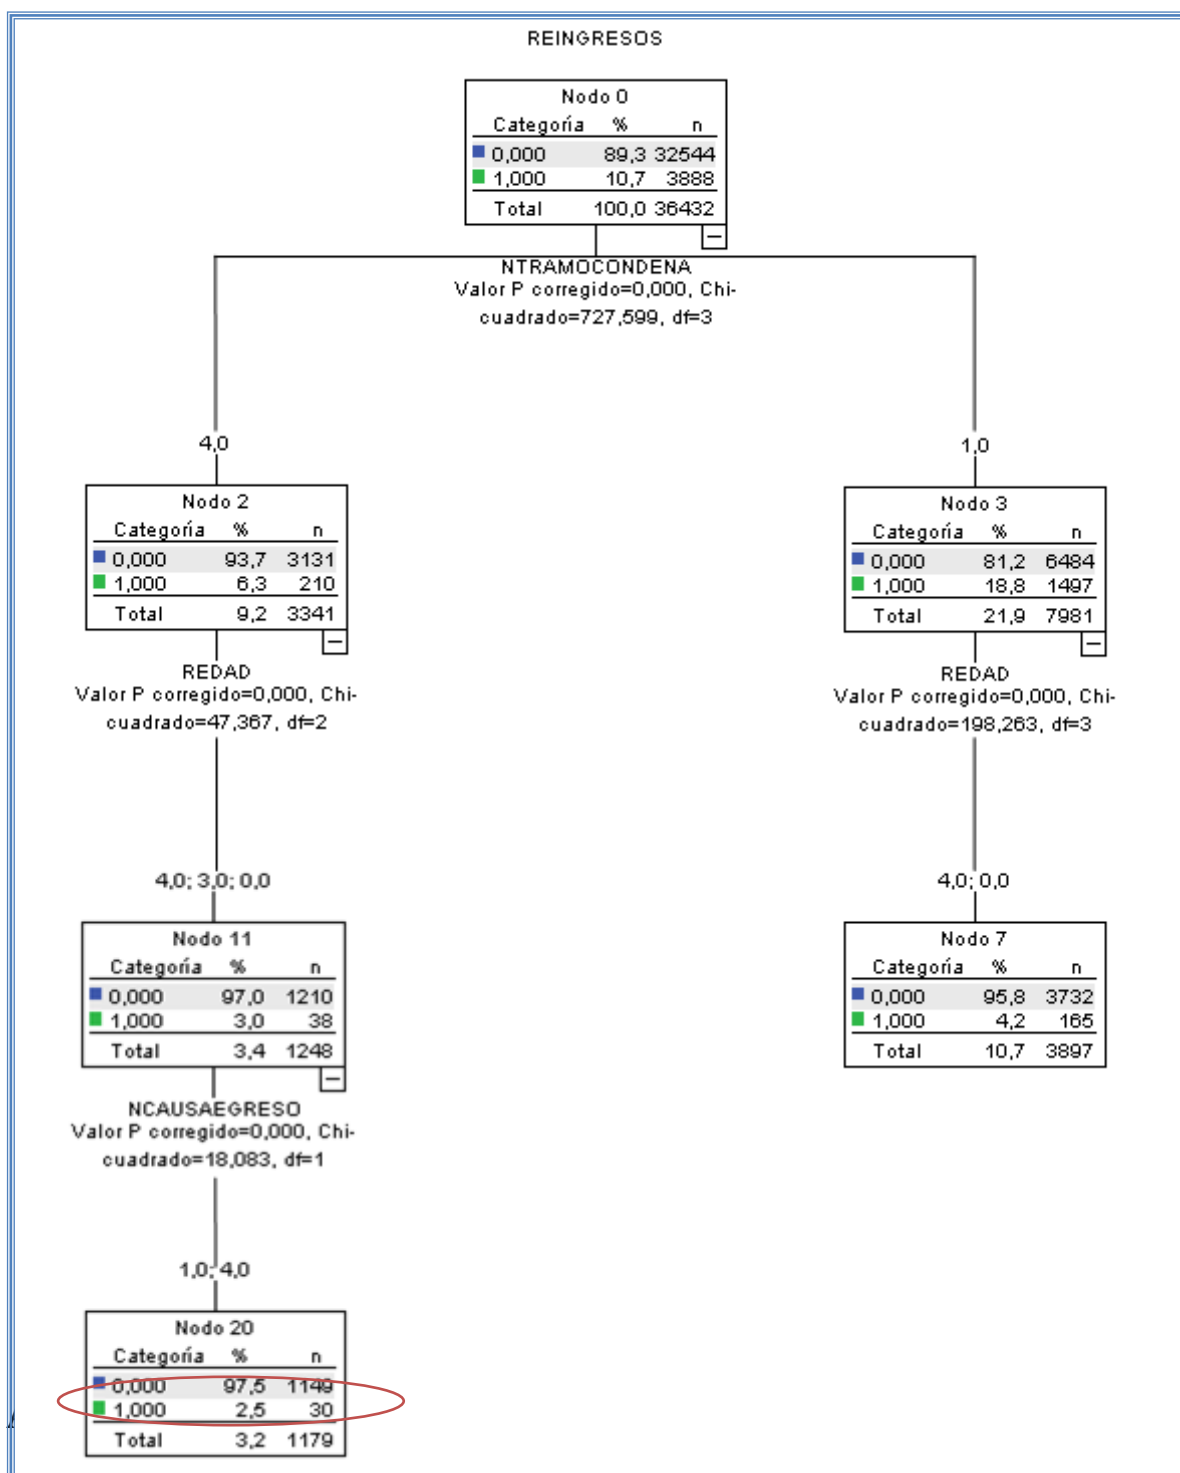 REINGRESOS
Nodo 0
Categoría % n
0,000 89,3 32544
1,000 10,7 3888
Total 100,0 36432
NTRAMOCONDENA
Valor P corregido=0,000, Chi-
cuadrado=727,599, df=3
4,0
1,0
Nodo 2
Categoría % n
0,000 93,7 3131
1,000 6,3 210
Total 9,2 3341
Nodo 3
Categoría % n
0,000 81,2 6484
1,000 18,8 1497
Total 21,9 7981
REDAD
Valor P corregido=0,000, Chi-
cuadrado=47,367, df=2
REDAD
Valor P corregido=0,000, Chi-
cuadrado=198,263, df=3
4,0; 3,0; 0,0
4,0; 0,0
Nodo 11
Categoría % n
0,000 97,0 1210
1,000 3,0 38
Total 3,4 1248
Nodo 7
Categoría % n
0,000 95,8 3732
1,000 4,2 165
Total 10,7 3897
NCAUSAEGRESO
Valor P corregido=0,000, Chi-
cuadrado=18,083, df=1
1,0; 4,0
Nodo 20
Categoría % n
0,000 97,5 1149
1,000 2,5 30
Total 3,2 1179